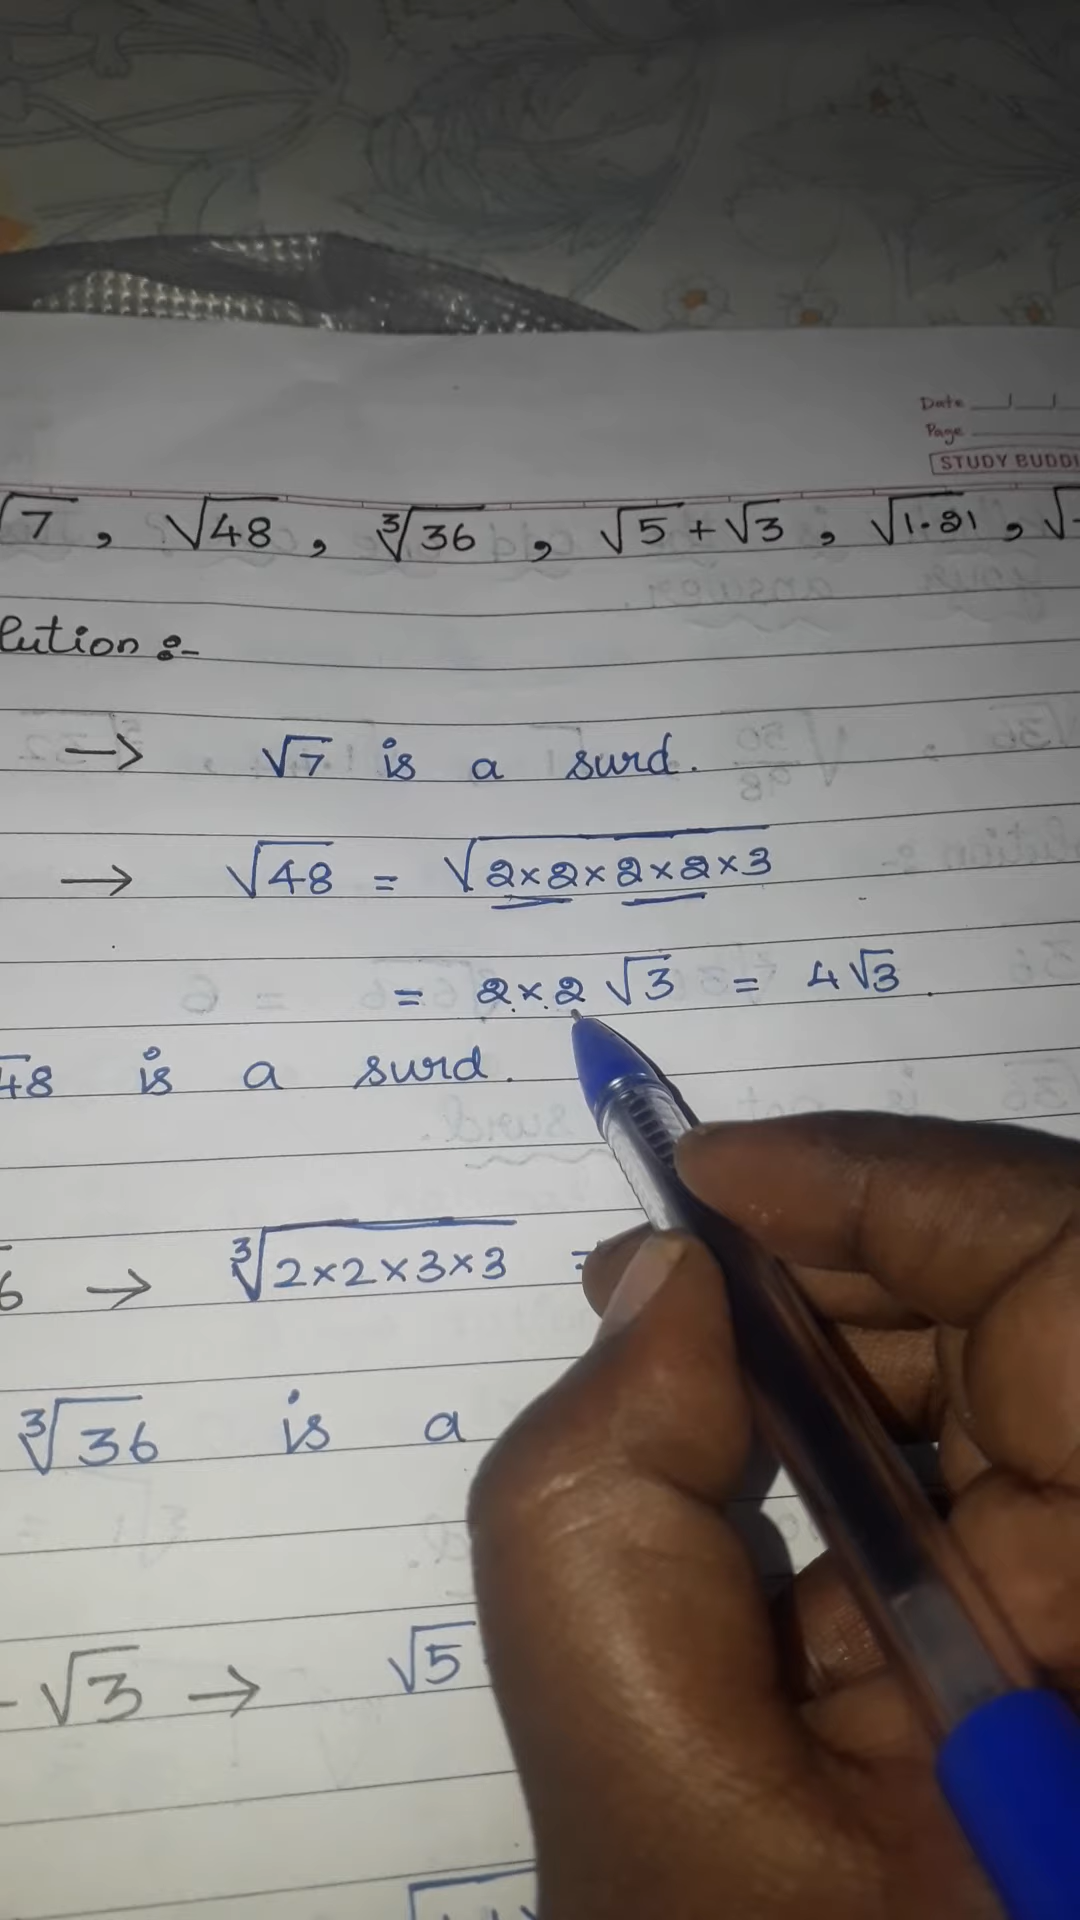 Date
Page
STUDY BUDD
√7 , √48 , ∛36 , √5 + √3 , √1.21 , √
lution :-
→ √7 is a surd.
→ √48 = √2×2×2×2×3
= 2×2 √3 = 4√3 .
48 is a surd.
6 → ∛2×2×3×3 =
∛36 is a
√3 → √5